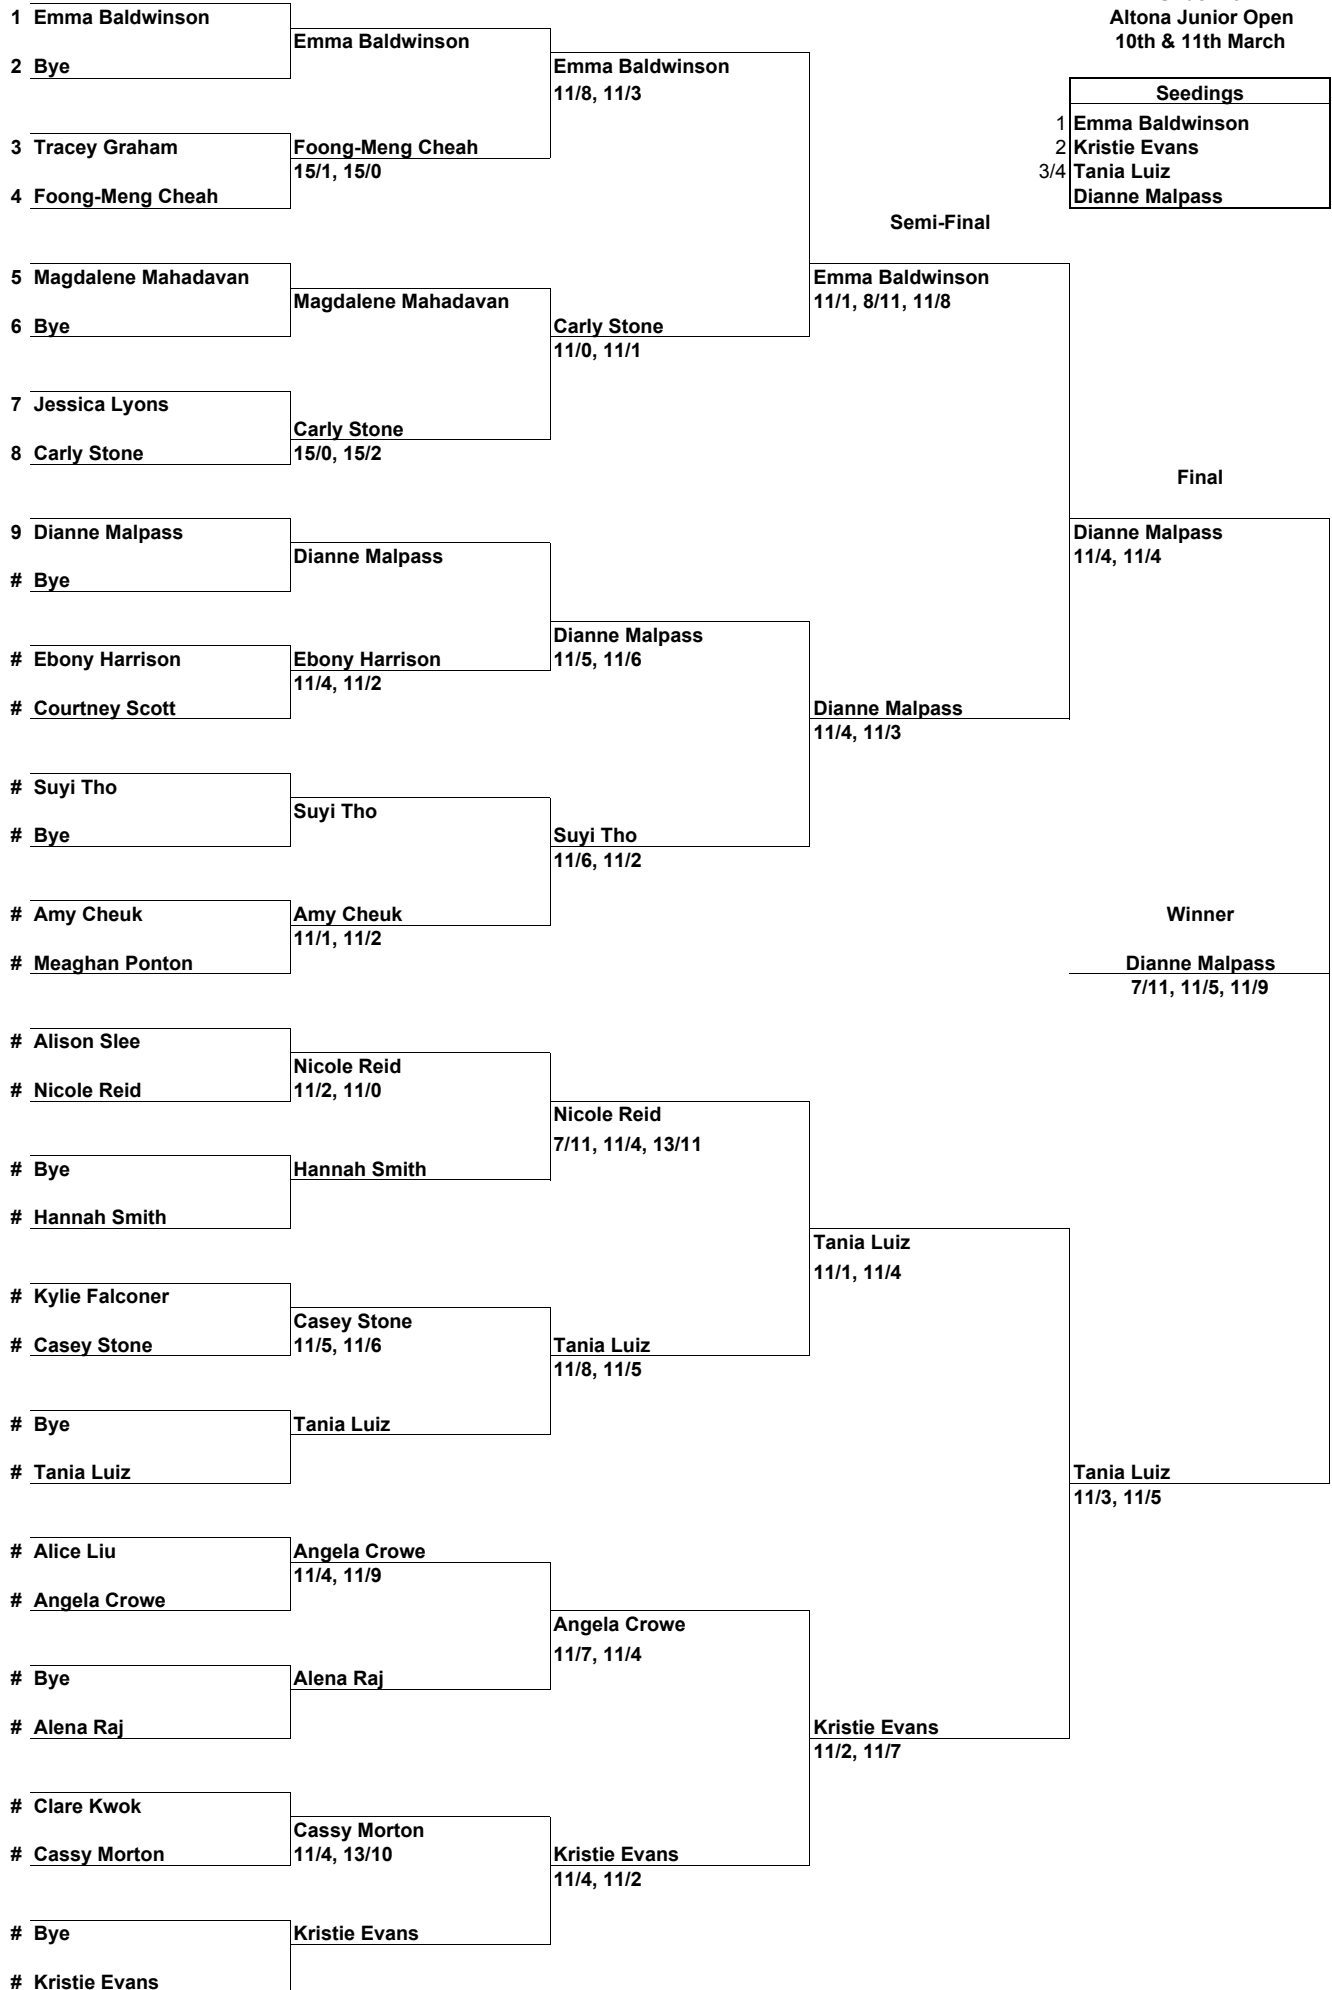 Altona Junior Open
10th & 11th March
Seedings
1 Emma Baldwinson
2 Kristie Evans
3/4 Tania Luiz
Dianne Malpass
1 Emma Baldwinson
2 Bye
3 Tracey Graham
4 Foong-Meng Cheah
5 Magdalene Mahadavan
6 Bye
7 Jessica Lyons
8 Carly Stone
9 Dianne Malpass
# Bye
# Ebony Harrison
# Courtney Scott
# Suyi Tho
# Bye
# Amy Cheuk
# Meaghan Ponton
# Alison Slee
# Nicole Reid
# Bye
# Hannah Smith
# Kylie Falconer
# Casey Stone
# Bye
# Tania Luiz
# Alice Liu
# Angela Crowe
# Bye
# Alena Raj
# Clare Kwok
# Cassy Morton
# Bye
# Kristie Evans
Emma Baldwinson
Foong-Meng Cheah
15/1, 15/0
Magdalene Mahadavan
Carly Stone
15/0, 15/2
Dianne Malpass
Ebony Harrison
11/4, 11/2
Suyi Tho
Amy Cheuk
11/1, 11/2
Nicole Reid
11/2, 11/0
Hannah Smith
Casey Stone
11/5, 11/6
Tania Luiz
Angela Crowe
11/4, 11/9
Alena Raj
Cassy Morton
11/4, 13/10
Kristie Evans
Emma Baldwinson
11/8, 11/3
Carly Stone
11/0, 11/1
Dianne Malpass
11/5, 11/6
Suyi Tho
11/6, 11/2
Nicole Reid
7/11, 11/4, 13/11
Tania Luiz
11/8, 11/5
Angela Crowe
11/7, 11/4
Kristie Evans
11/4, 11/2
Semi-Final
Emma Baldwinson
11/1, 8/11, 11/8
Dianne Malpass
11/4, 11/3
Tania Luiz
11/1, 11/4
Kristie Evans
11/2, 11/7
Final
Dianne Malpass
11/4, 11/4
Tania Luiz
11/3, 11/5
Winner
Dianne Malpass
7/11, 11/5, 11/9